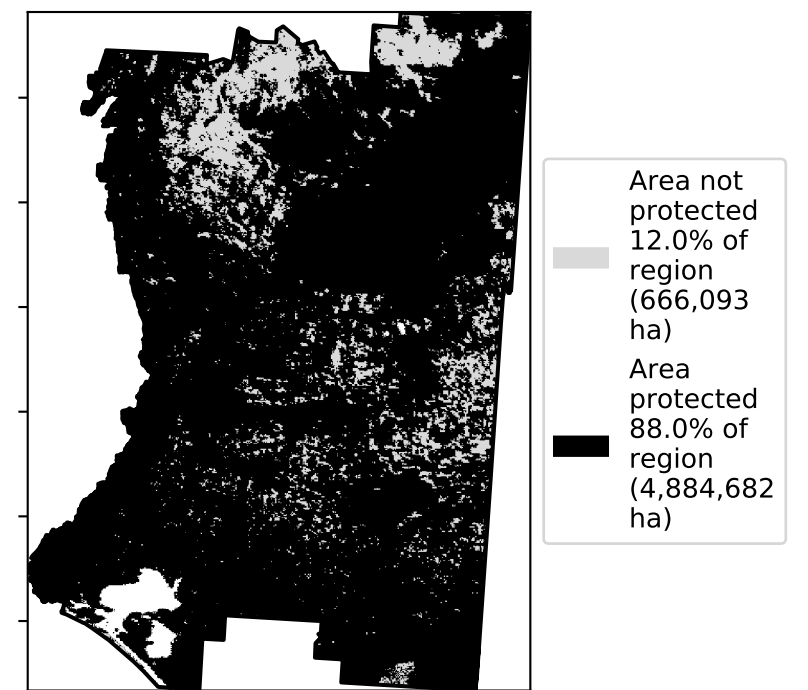 Area not
protected
12.0% of
region
(666,093
ha)
Area
protected
88.0% of
region
(4,884,682
ha)